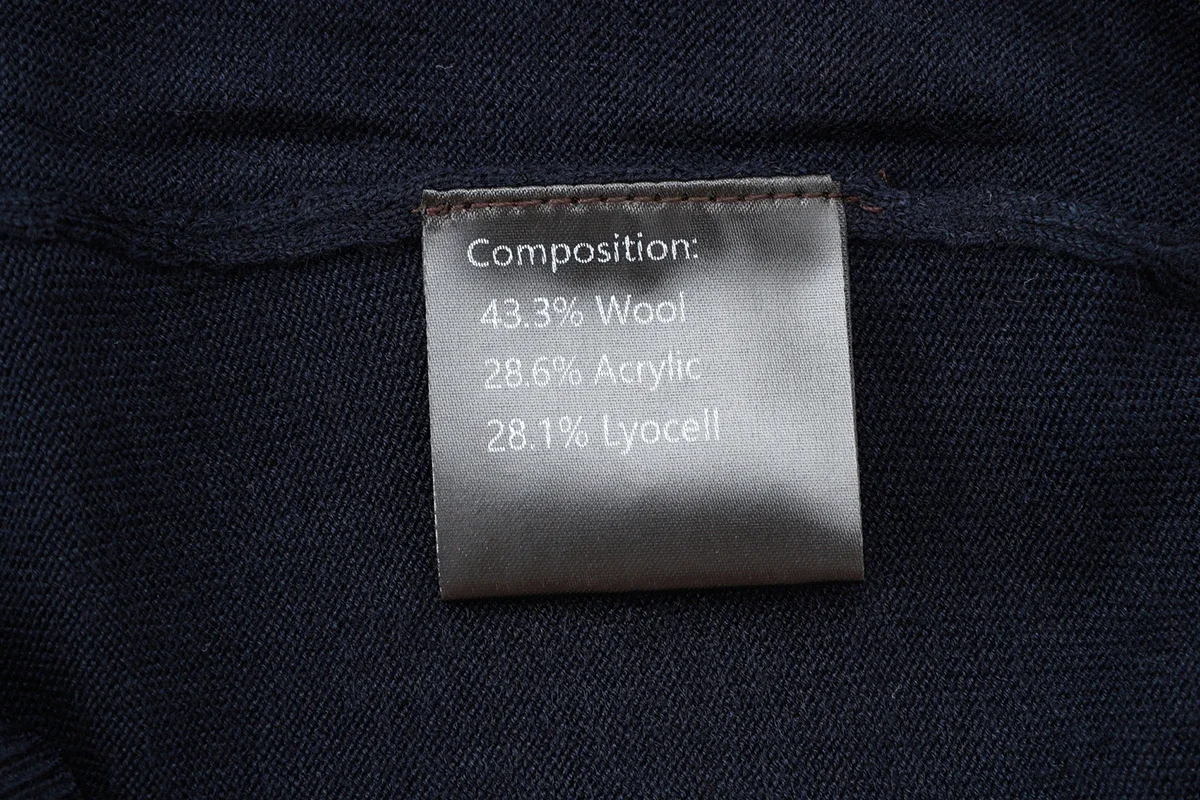 Composition:
43.3% Wool
28.6% Acrylic
28.1% Lyocell